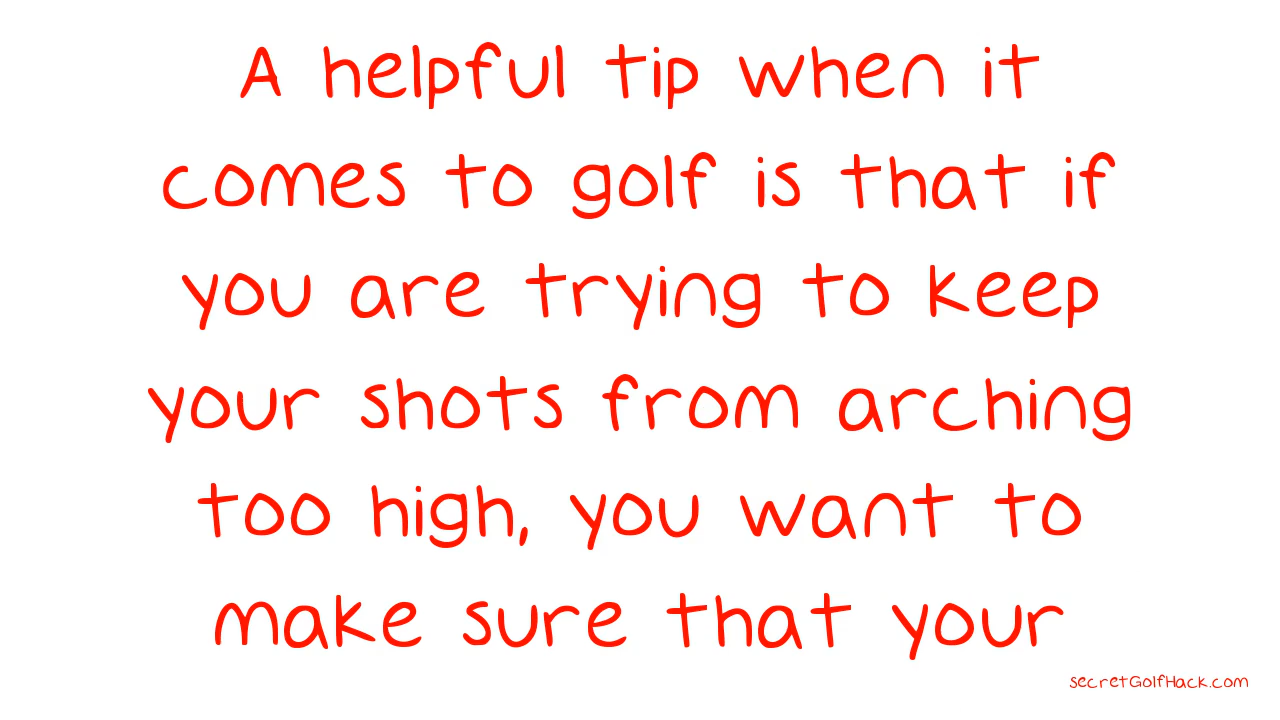 A helpful tip when it
comes to golf is that if
you are trying to keep
your shots from arching
too high, you want to
make sure that your
secretGolfHack.com